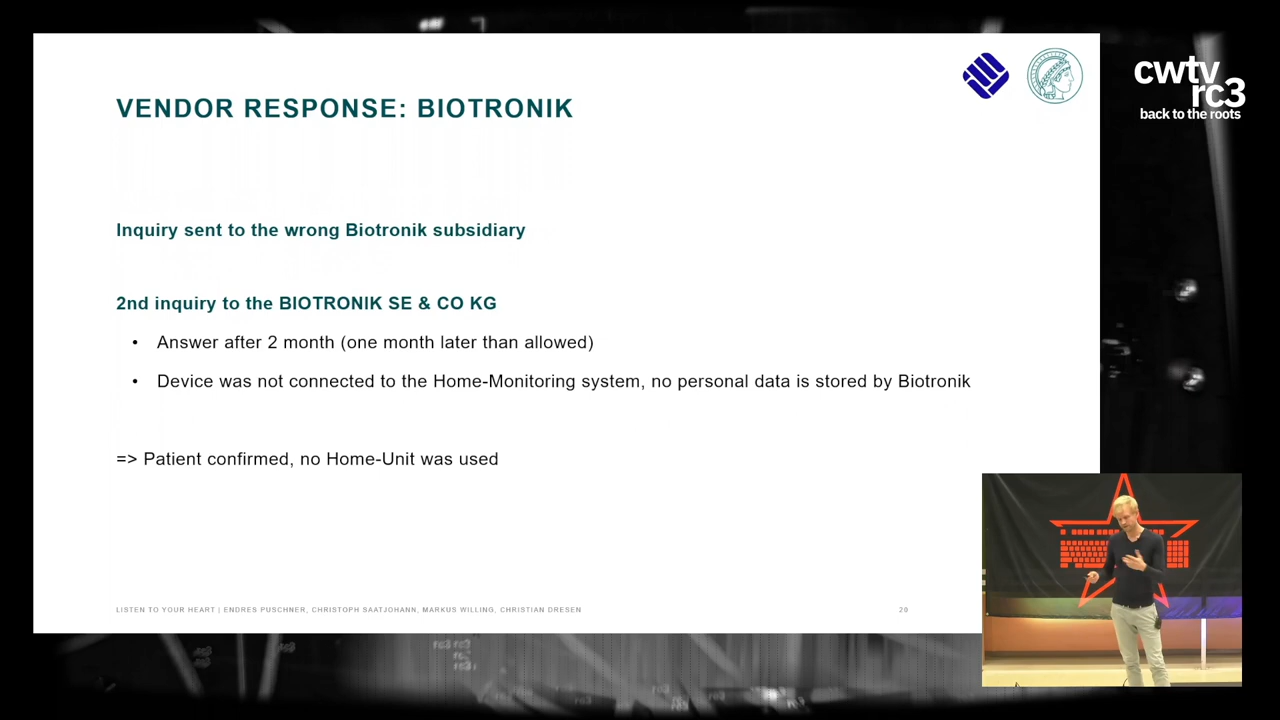 cwtv
rc3
back to the roots
VENDOR RESPONSE: BIOTRONIK
Inquiry sent to the wrong Biotronik subsidiary
2nd inquiry to the BIOTRONIK SE & CO KG
• Answer after 2 month (one month later than allowed)
• Device was not connected to the Home-Monitoring system, no personal data is stored by Biotronik
=> Patient confirmed, no Home-Unit was used
LISTEN TO YOUR HEART | ENDRES PUSCHNER, CHRISTOPH SAATJOHANN, MARKUS WILLING, CHRISTIAN DRESEN
20